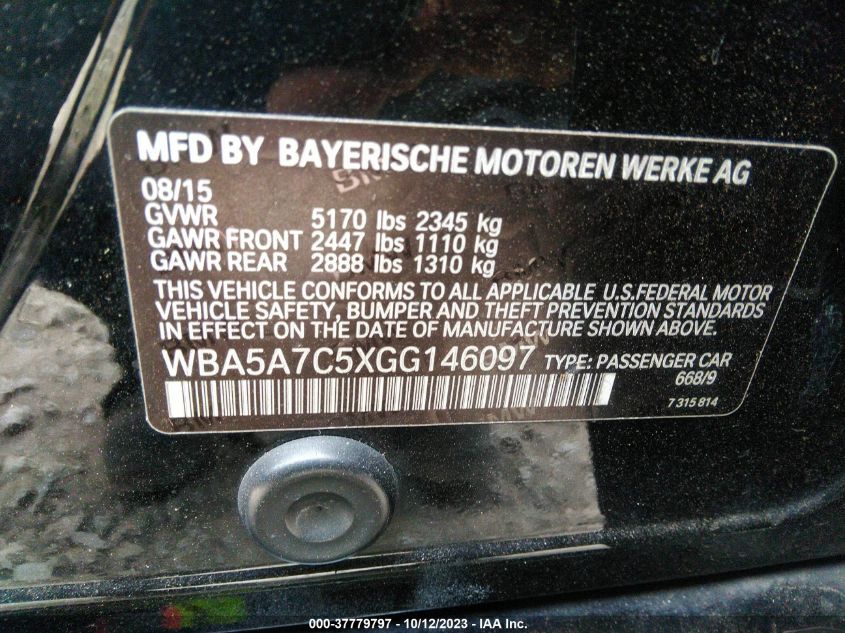 MFD BY BAYERISCHE MOTOREN WERKE AG
08/15
GVWR 5170 lbs 2345 kg
GAWR FRONT 2447 lbs 1110 kg
GAWR REAR 2888 lbs 1310 kg
THIS VEHICLE CONFORMS TO ALL APPLICABLE U.S.FEDERAL MOTOR
VEHICLE SAFETY, BUMPER AND THEFT PREVENTION STANDARDS
IN EFFECT ON THE DATE OF MANUFACTURE SHOWN ABOVE.
WBA5A7C5XGG146097 TYPE: PASSENGER CAR
668/9
7 315 814
000-37779797 - 10/12/2023 - IAA Inc.